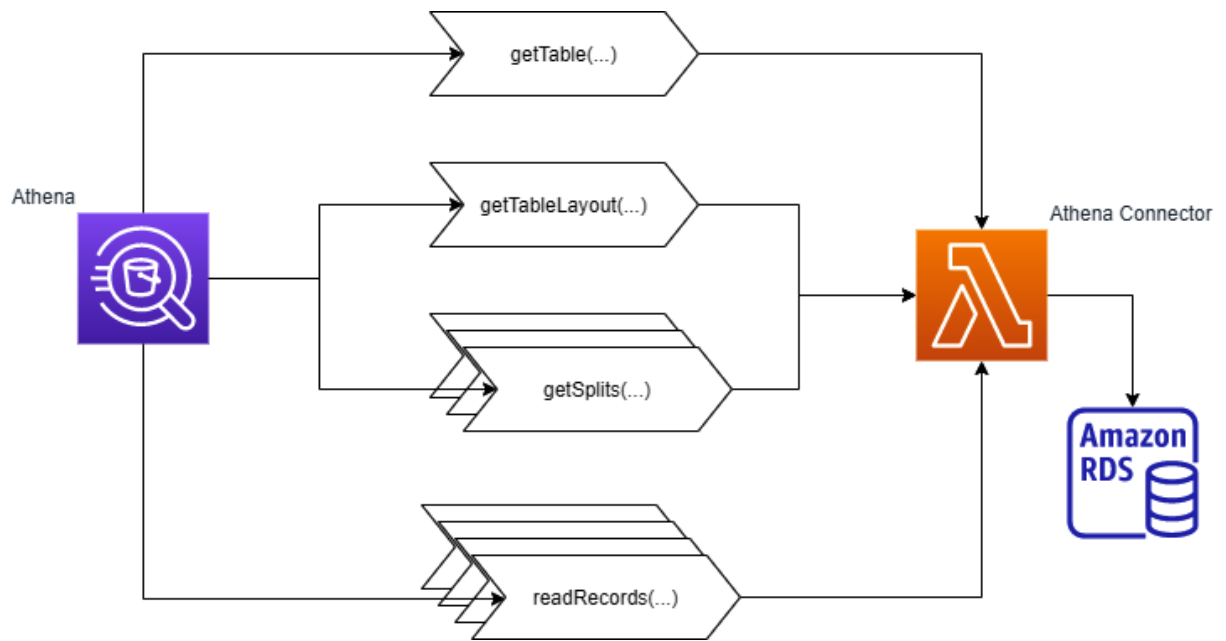 getTable(...)
Athena
getTableLayout(...)
Athena Connector
getSplits(...)
Amazon
RDS
readRecords(...)